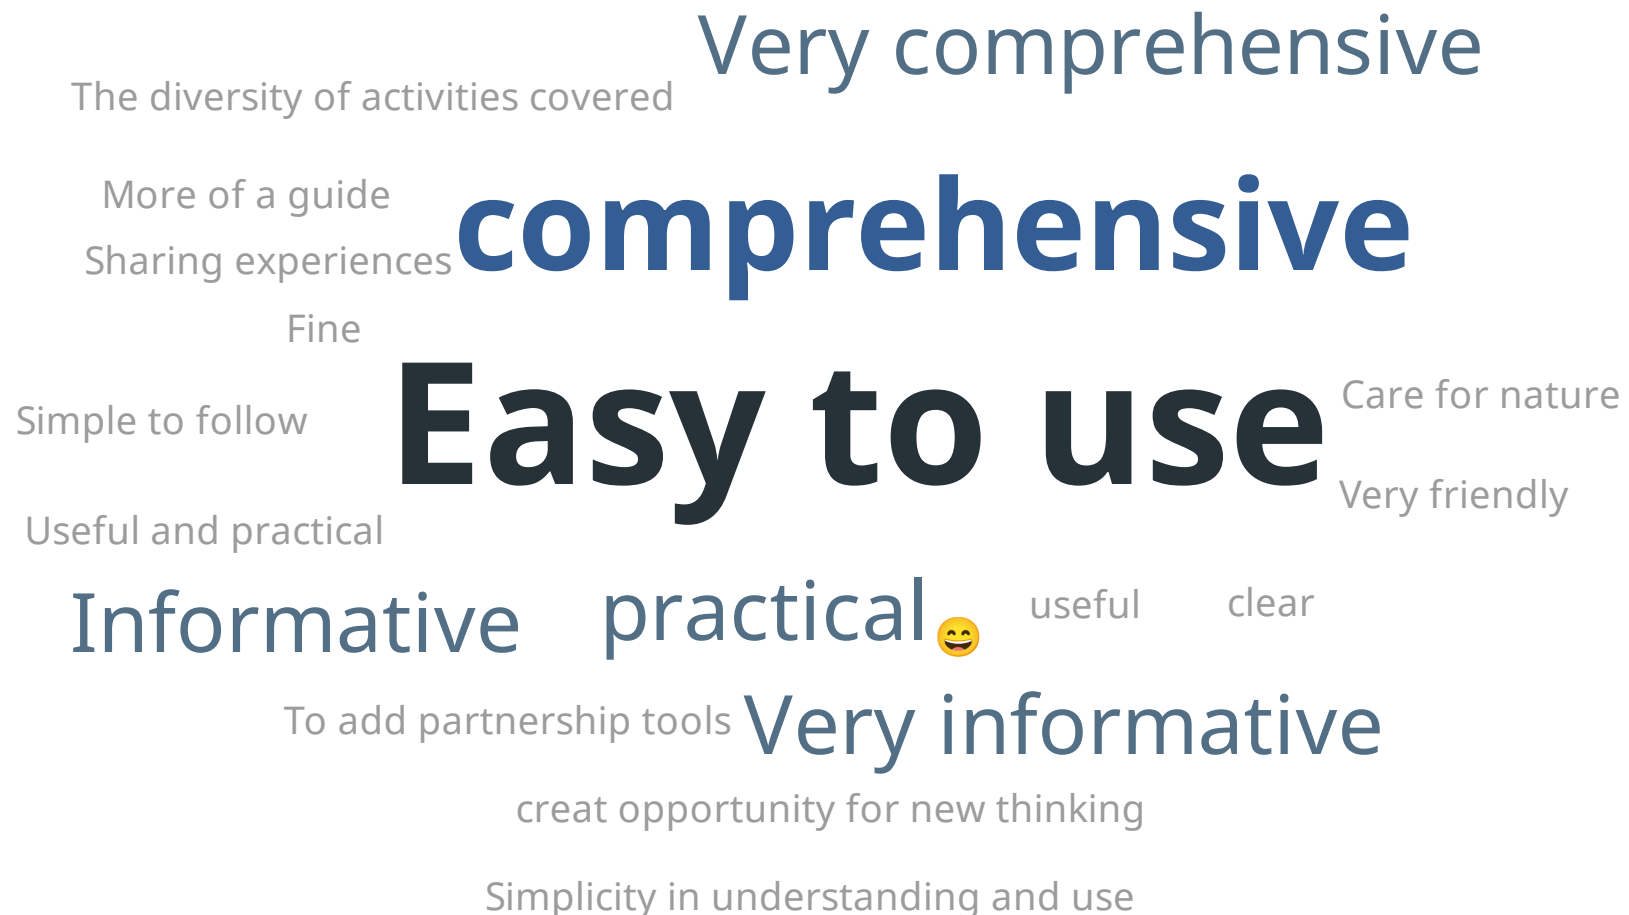 Very comprehensive
The diversity of activities covered
More of a guide
comprehensive
Sharing experiences
Fine
Easy to use
Care for nature
Simple to follow
Very friendly
Useful and practical
Informative
practical😄
useful
clear
To add partnership tools
Very informative
creat opportunity for new thinking
Simplicity in understanding and use